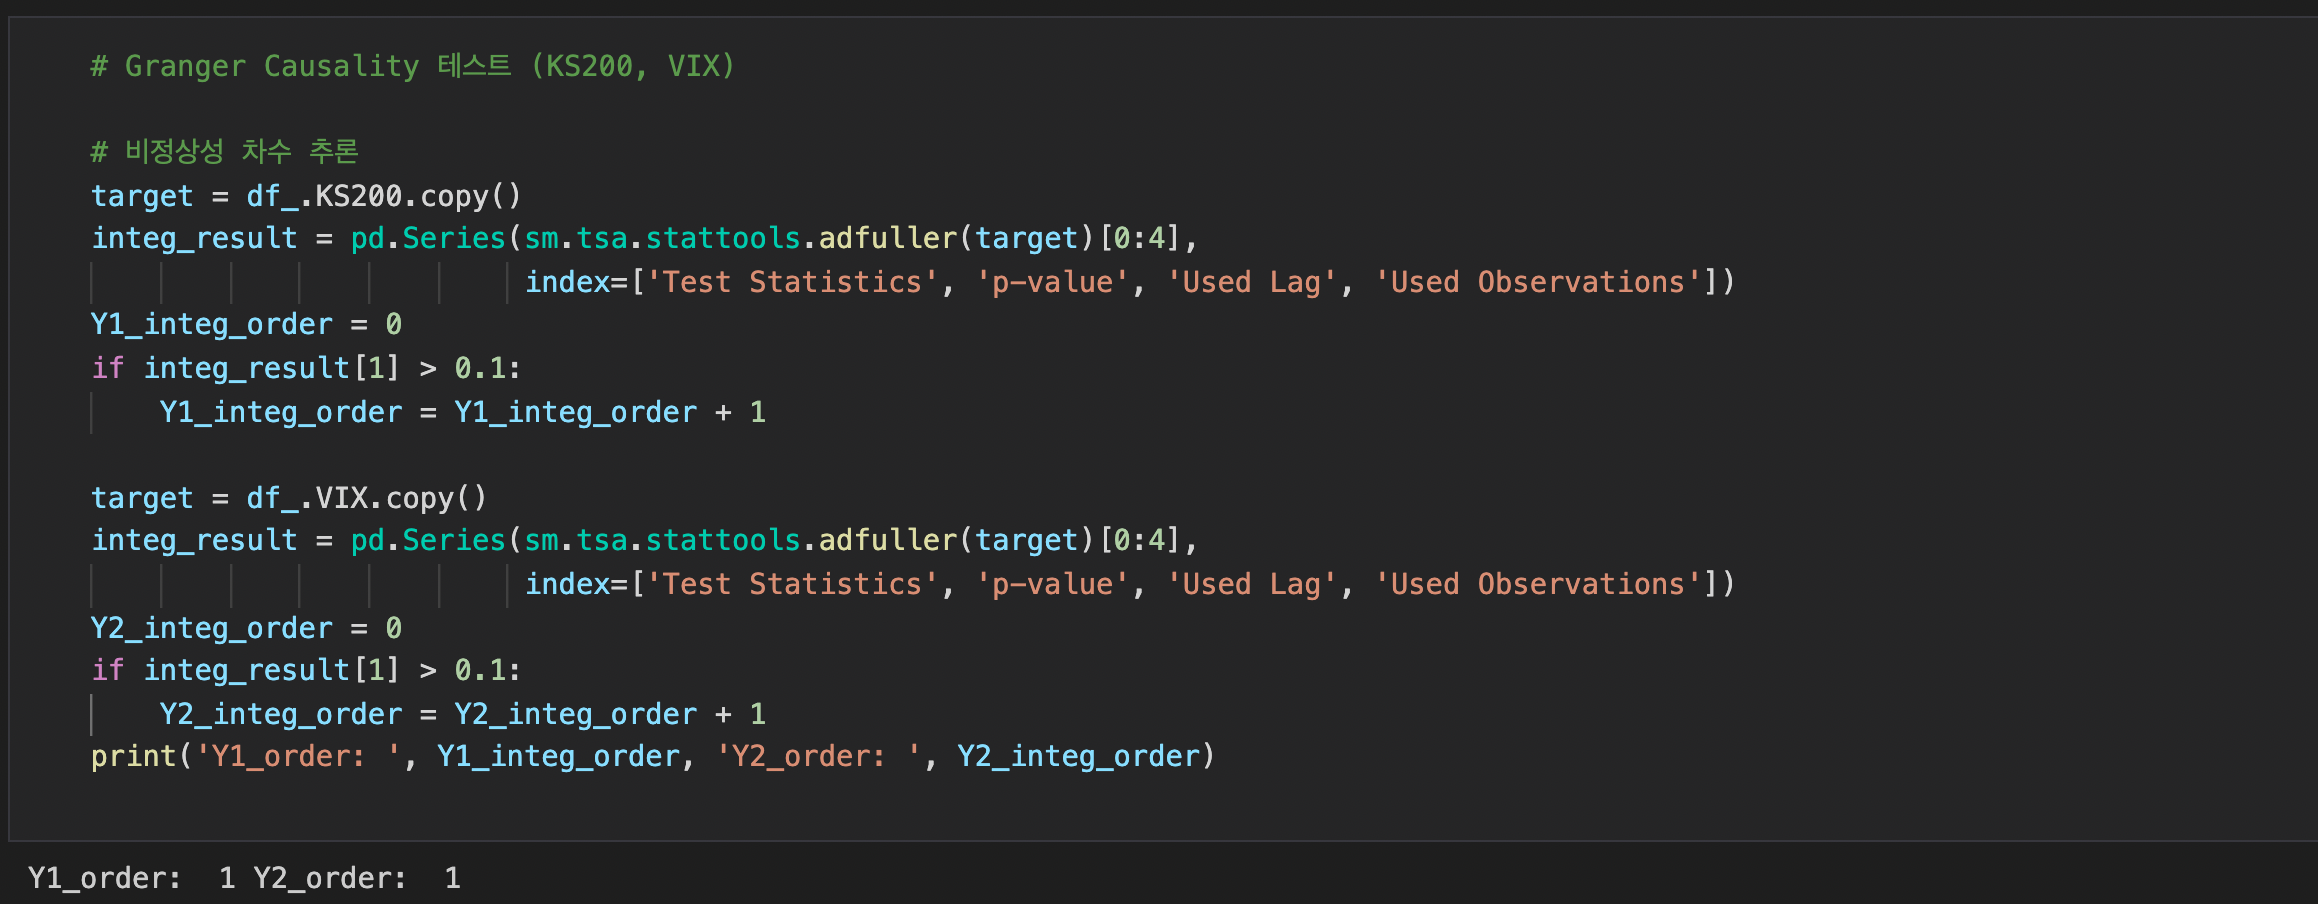 # Granger Causality 테스트 (KS200, VIX)
# 비정상성 차수 추론
target = df_.KS200.copy()
integ_result = pd.Series(sm.tsa.stattools.adfuller(target)[0:4],
                         index=['Test Statistics', 'p-value', 'Used Lag', 'Used Observations'])
Y1_integ_order = 0
if integ_result[1] > 0.1:
    Y1_integ_order = Y1_integ_order + 1
target = df_.VIX.copy()
integ_result = pd.Series(sm.tsa.stattools.adfuller(target)[0:4],
                         index=['Test Statistics', 'p-value', 'Used Lag', 'Used Observations'])
Y2_integ_order = 0
if integ_result[1] > 0.1:
    Y2_integ_order = Y2_integ_order + 1
print('Y1_order: ', Y1_integ_order, 'Y2_order: ', Y2_integ_order)
Y1_order:  1 Y2_order:  1